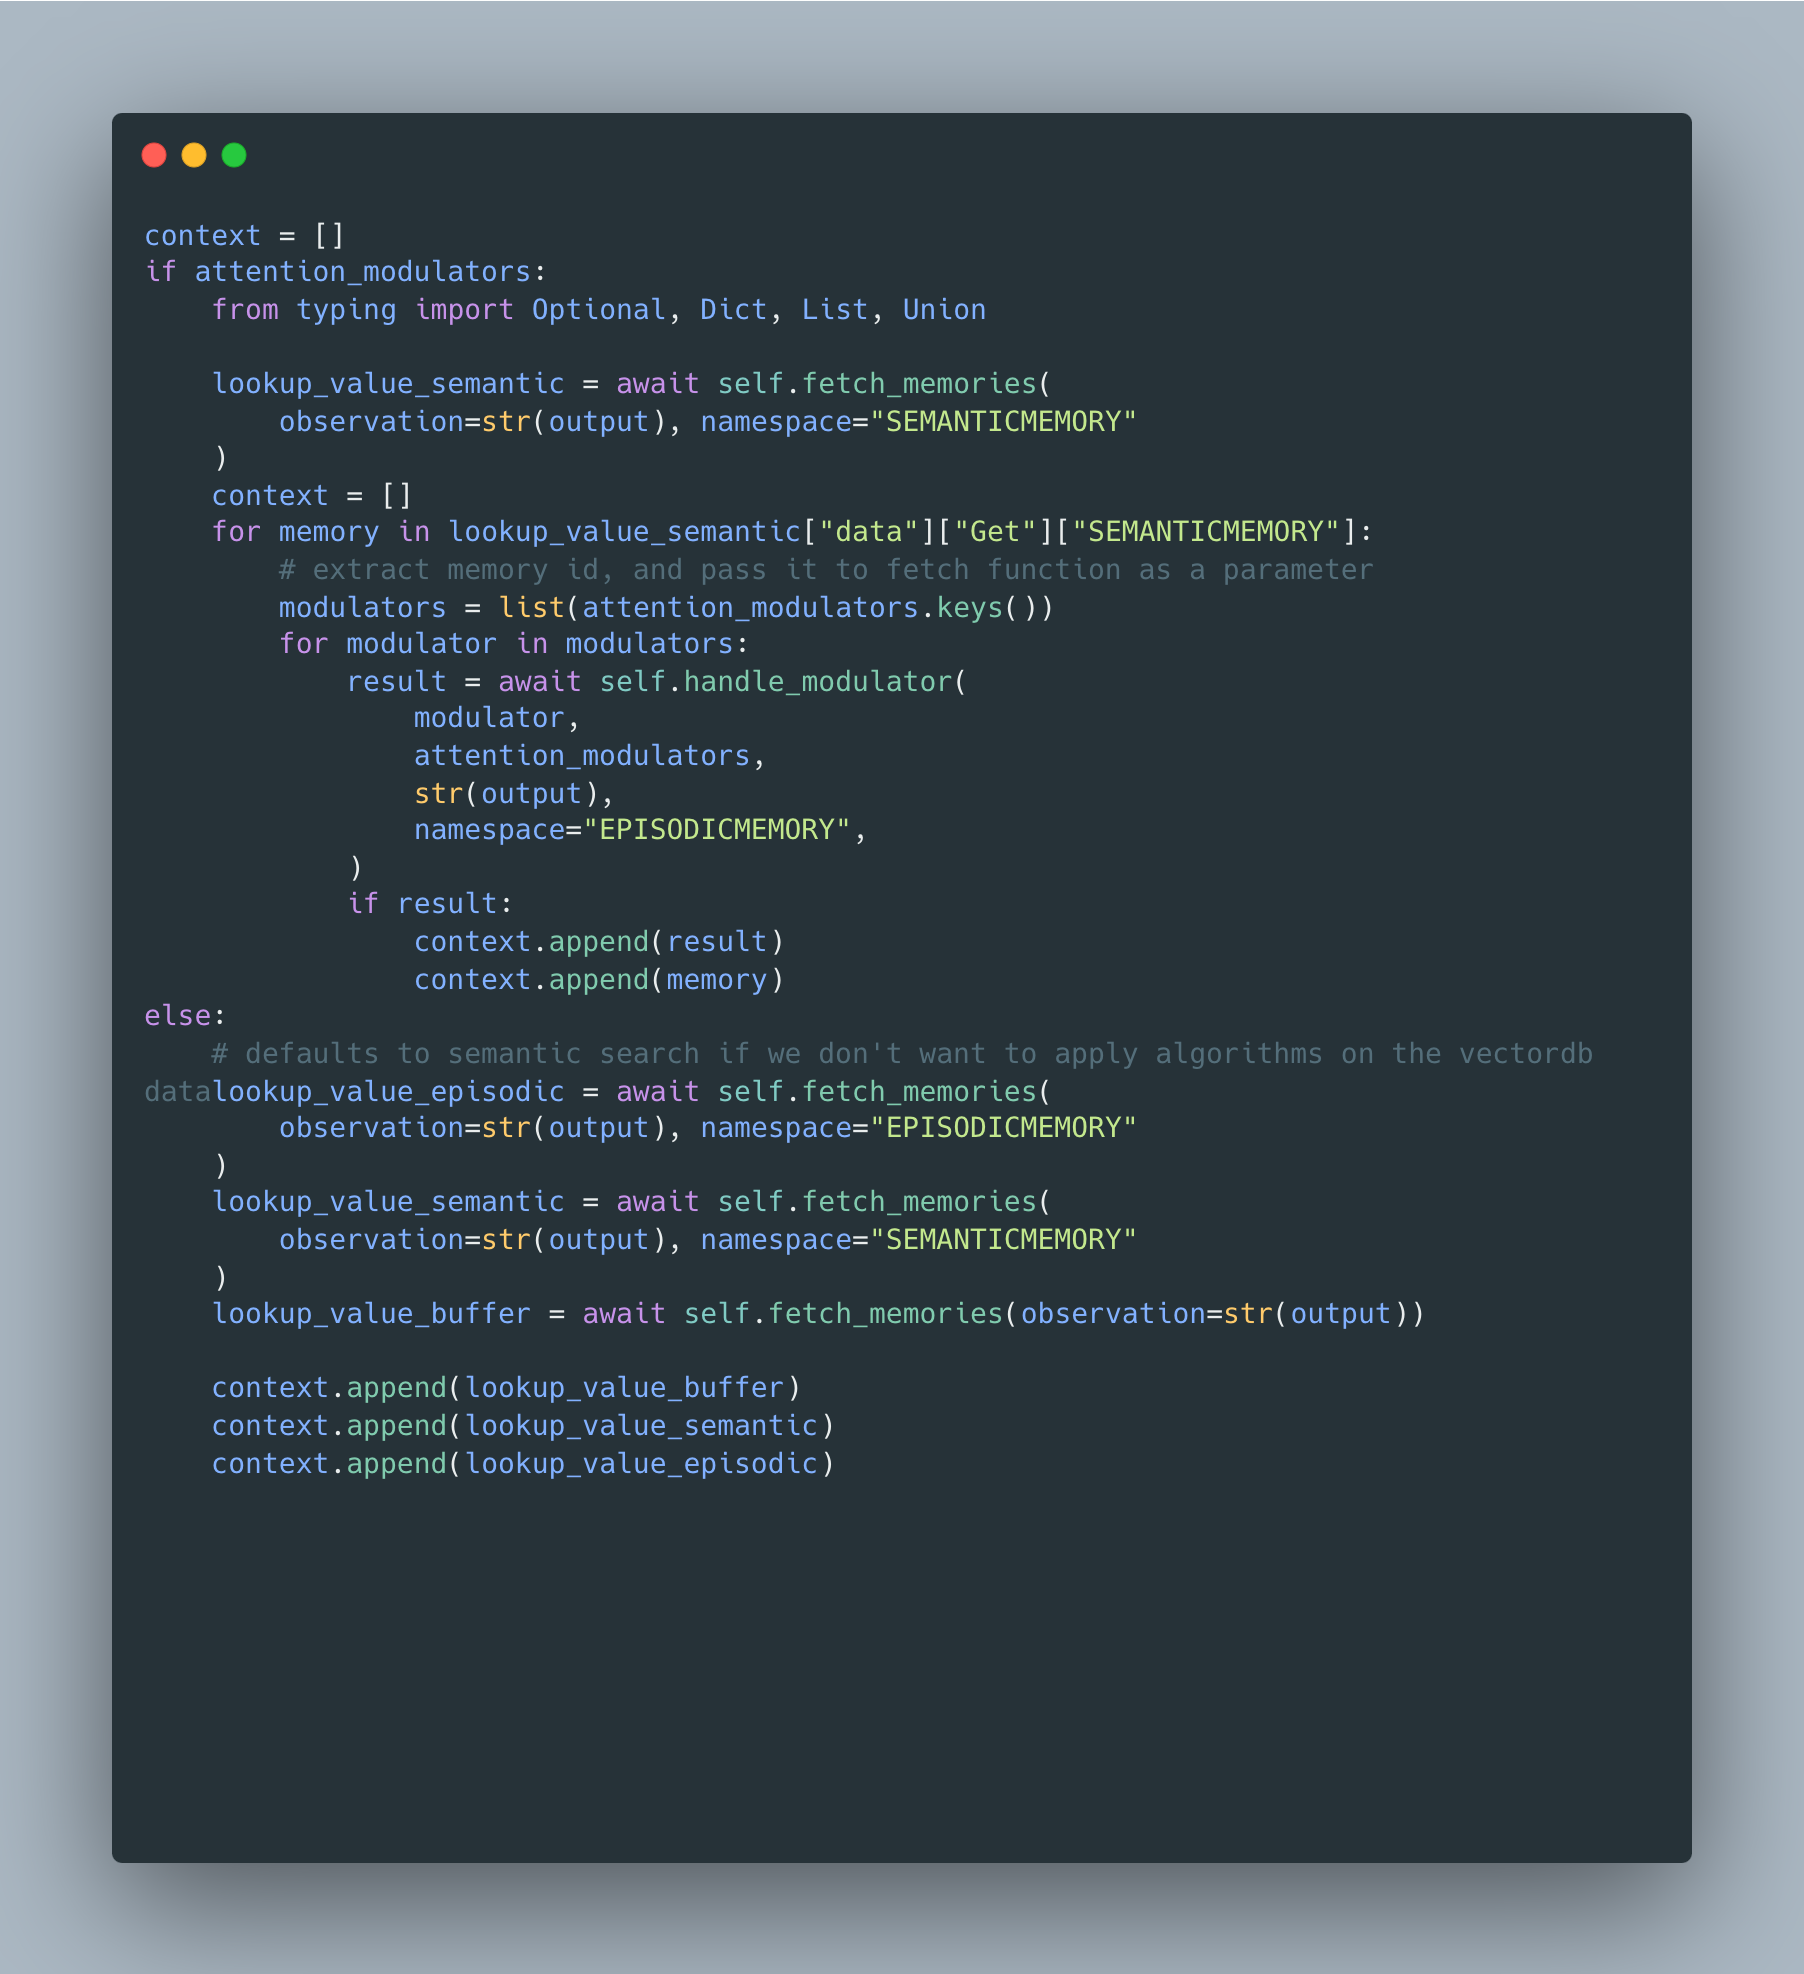 context = []
if attention_modulators:
    from typing import Optional, Dict, List, Union

    lookup_value_semantic = await self.fetch_memories(
        observation=str(output), namespace="SEMANTICMEMORY"
    )
    context = []
    for memory in lookup_value_semantic["data"]["Get"]["SEMANTICMEMORY"]:
        # extract memory id, and pass it to fetch function as a parameter
        modulators = list(attention_modulators.keys())
        for modulator in modulators:
            result = await self.handle_modulator(
                modulator,
                attention_modulators,
                str(output),
                namespace="EPISODICMEMORY",
            )
            if result:
                context.append(result)
                context.append(memory)
else:
    # defaults to semantic search if we don't want to apply algorithms on the vectordb
datalookup_value_episodic = await self.fetch_memories(
        observation=str(output), namespace="EPISODICMEMORY"
    )
    lookup_value_semantic = await self.fetch_memories(
        observation=str(output), namespace="SEMANTICMEMORY"
    )
    lookup_value_buffer = await self.fetch_memories(observation=str(output))

    context.append(lookup_value_buffer)
    context.append(lookup_value_semantic)
    context.append(lookup_value_episodic)